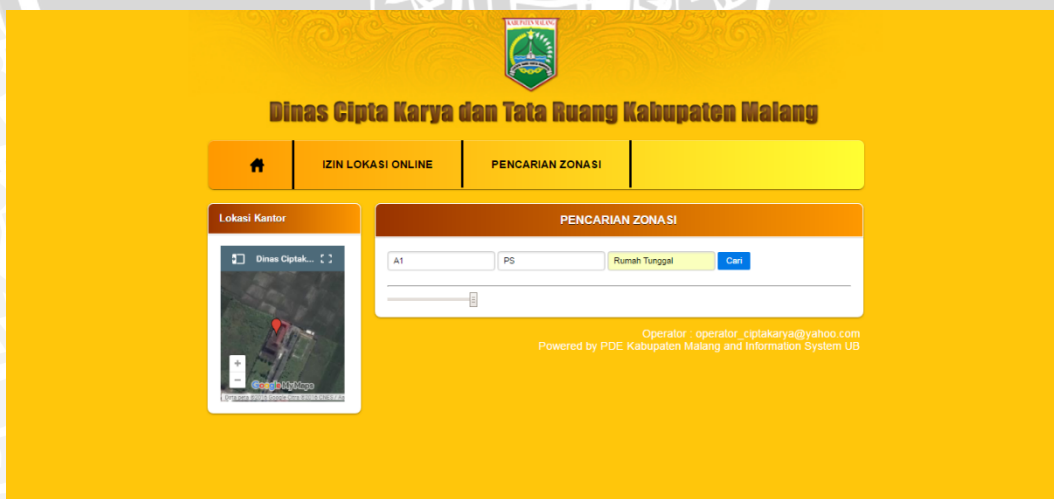 KABUPATEN MALANG
Dinas Cipta Karya dan Tata Ruang Kabupaten Malang
IZIN LOKASI ONLINE
PENCARIAN ZONASI
Lokasi Kantor
Dinas Ciptak...
Google My Maps
PENCARIAN ZONASI
A1
PS
Rumah Tunggal
Cari
Operator : operator_ciptakarya@yahoo.com
Powered by PDE Kabupaten Malang and Information System UB